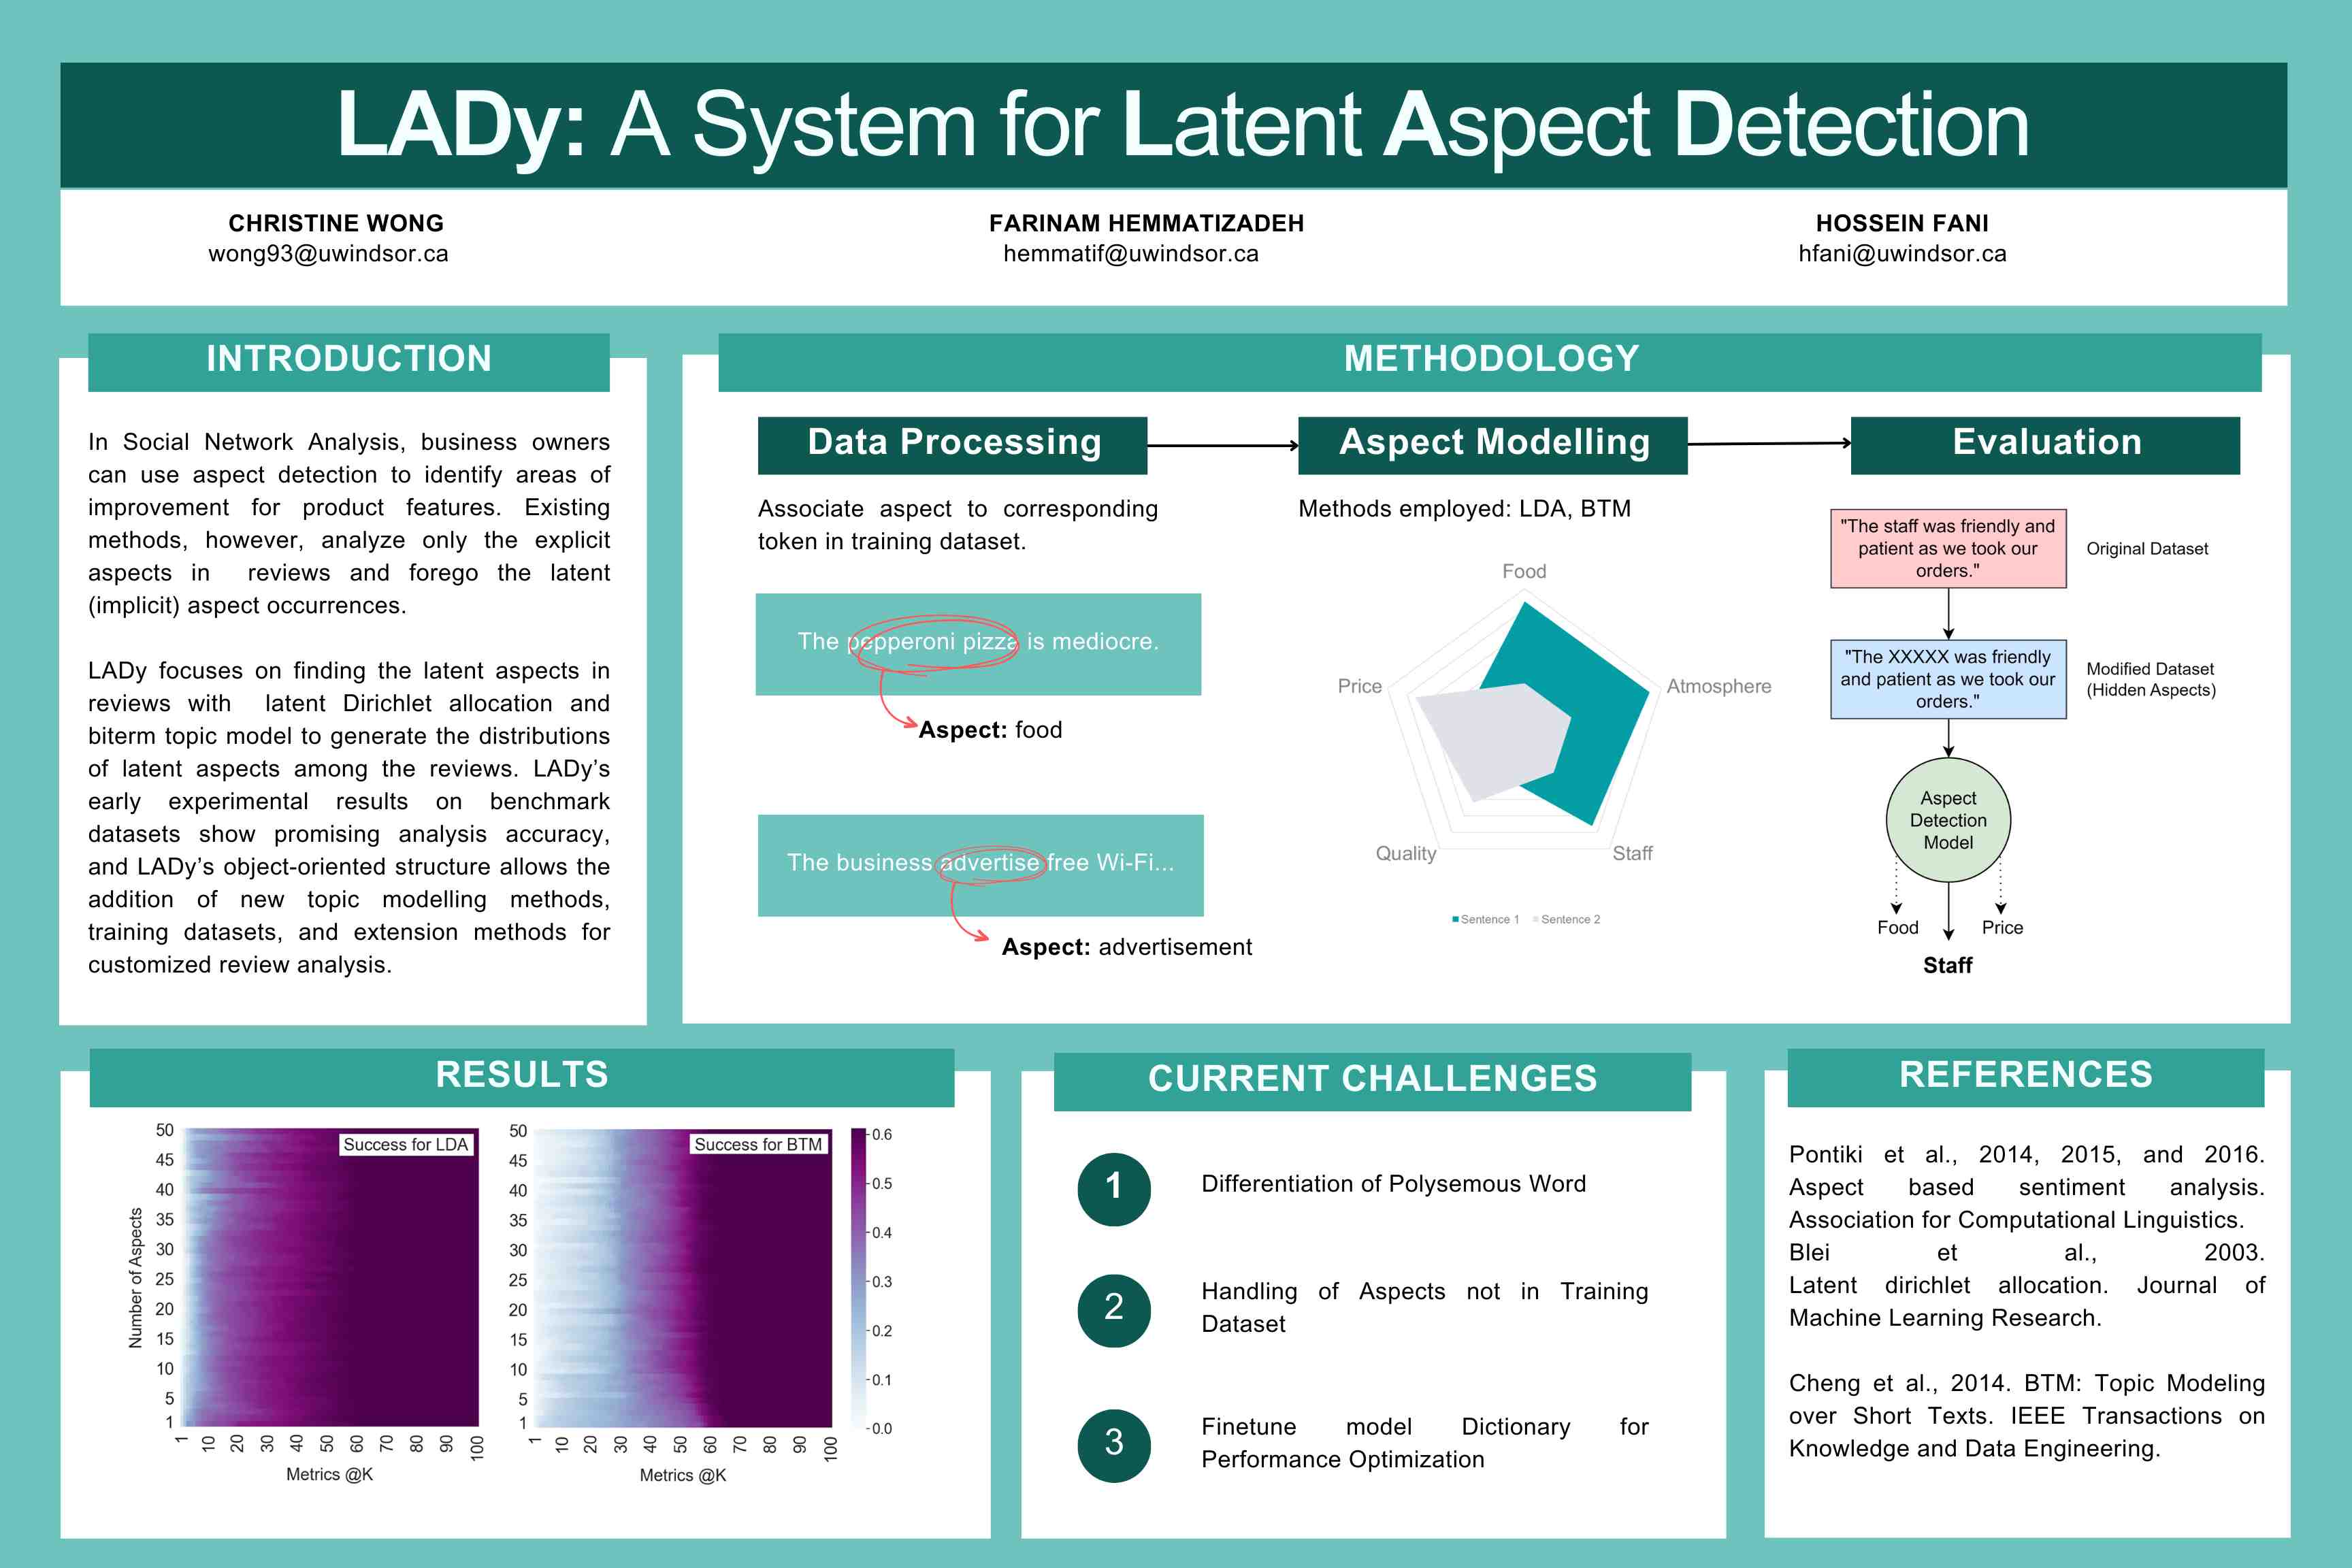 LADy: A System for Latent Aspect Detection
CHRISTINE WONG
wong93@uwindsor.ca
FARINAM HEMMATIZADEH
hemmatif@uwindsor.ca
HOSSEIN FANI
hfani@uwindsor.ca
INTRODUCTION
In Social Network Analysis, business owners
can use aspect detection to identify areas of
improvement for product features. Existing
methods, however, analyze only the explicit
aspects in reviews and forego the latent
(implicit) aspect occurrences.
LADy focuses on finding the latent aspects in
reviews with latent Dirichlet allocation and
biterm topic model to generate the distributions
of latent aspects among the reviews. LADy’s
early experimental results on benchmark
datasets show promising analysis accuracy,
and LADy’s object-oriented structure allows the
addition of new topic modelling methods,
training datasets, and extension methods for
customized review analysis.
METHODOLOGY
Data Processing
Associate aspect to corresponding
token in training dataset.
The pepperoni pizza is mediocre.
Aspect: food
The business advertise free Wi-Fi...
Aspect: advertisement
Aspect Modelling
Methods employed: LDA, BTM
Food
Price
Atmosphere
Quality
Staff
Sentence 1
Sentence 2
Evaluation
"The staff was friendly and
patient as we took our
orders."
Original Dataset
"The XXXXX was friendly
and patient as we took our
orders."
Modified Dataset
(Hidden Aspects)
Aspect
Detection
Model
Food
Price
Staff
RESULTS
Number of Aspects
50
45
40
35
30
25
20
15
10
5
1
Success for LDA
1 10 20 30 40 50 60 70 80 90 100
Metrics @K
50
45
40
35
30
25
20
15
10
5
1
Success for BTM
1 10 20 30 40 50 60 70 80 90 100
Metrics @K
0.6
0.5
0.4
0.3
0.2
0.1
0.0
CURRENT CHALLENGES
1
Differentiation of Polysemous Word
2
Handling of Aspects not in Training
Dataset
3
Finetune model Dictionary for
Performance Optimization
REFERENCES
Pontiki et al., 2014, 2015, and 2016.
Aspect based sentiment analysis.
Association for Computational Linguistics.
Blei et al., 2003.
Latent dirichlet allocation. Journal of
Machine Learning Research.
Cheng et al., 2014. BTM: Topic Modeling
over Short Texts. IEEE Transactions on
Knowledge and Data Engineering.